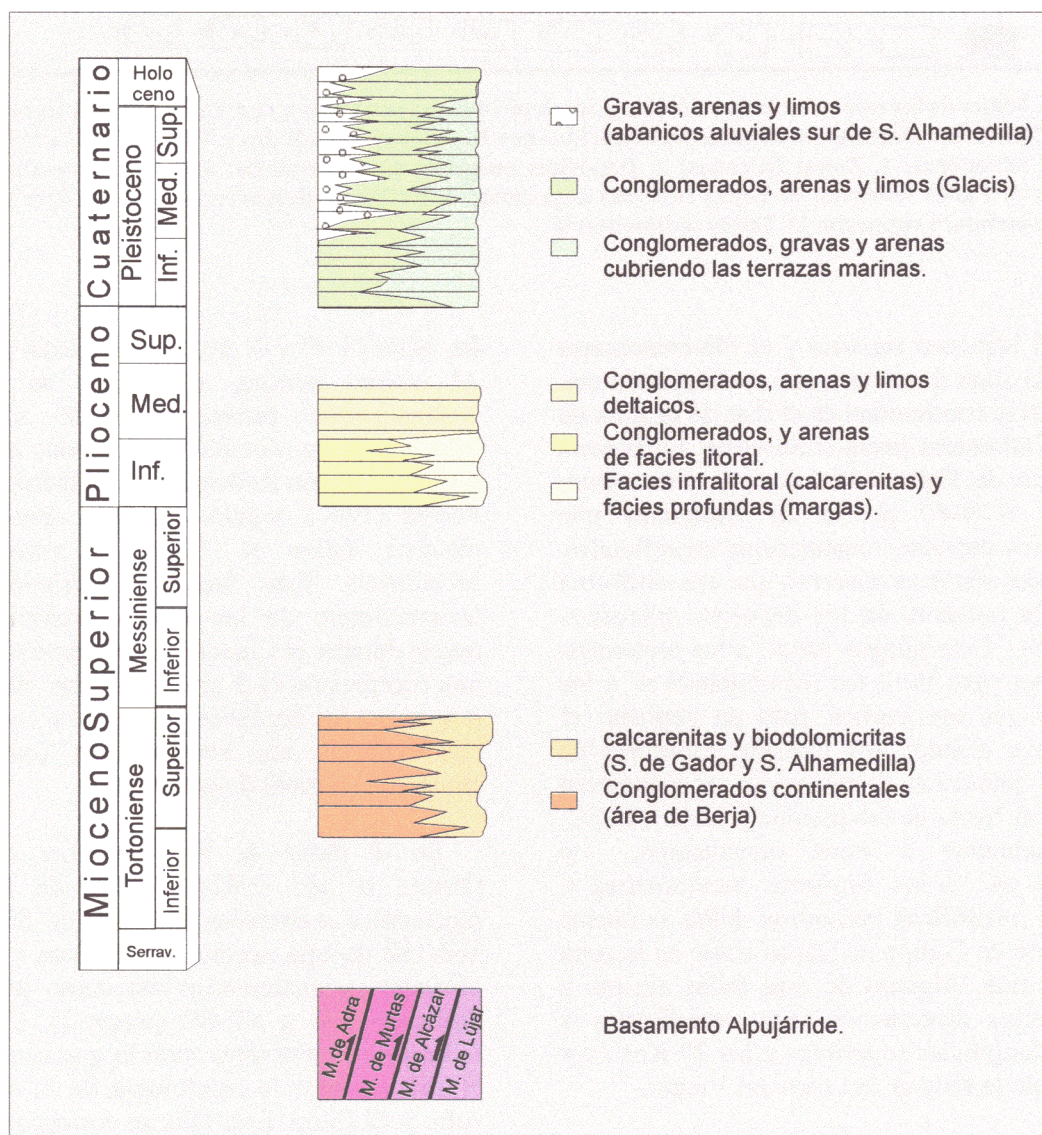 Cuaternario
Holo
ceno
Pleistoceno
Sup.
Med.
Inf.
Gravas, arenas y limos
(abanicos aluviales sur de S. Alhamedilla)
Conglomerados, arenas y limos (Glacis)
Conglomerados, gravas y arenas
cubriendo las terrazas marinas.
Plioceno
Sup.
Med.
Inf.
Conglomerados, arenas y limos
deltaicos.
Conglomerados, y arenas
de facies litoral.
Facies infralitoral (calcarenitas) y
facies profundas (margas).
Mioceno Superior
Messiniense
Superior
Inferior
Tortoniense
Superior
Inferior
Serrav.
calcarenitas y biodolomicritas
(S. de Gador y S. Alhamedilla)
Conglomerados continentales
(área de Berja)
M. de Adra
M. de Murtas
M. de Alcázar
M. de Lújar
Basamento Alpujárride.